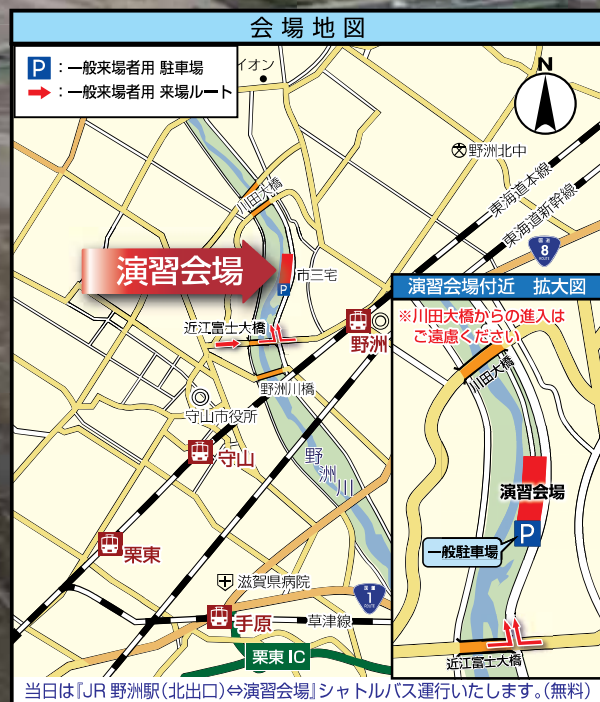 会場地図
P：一般来場者用 駐車場
：一般来場者用 来場ルート
イオン
N
野洲北中
東海道本線
東海道新幹線
川田大橋
国道
8
ROUTE
演習会場
市三宅
P
近江富士大橋
野洲
野洲川橋
守山市役所
守山
野洲川
栗東
滋賀県病院
国道
1
ROUTE
手原
草津線
栗東 IC
演習会場付近 拡大図
※川田大橋からの進入は
ご遠慮ください
川田大橋
演習会場
P
一般駐車場
近江富士大橋
当日は『JR 野洲駅（北出口）⇔演習会場』シャトルバス運行いたします。（無料）